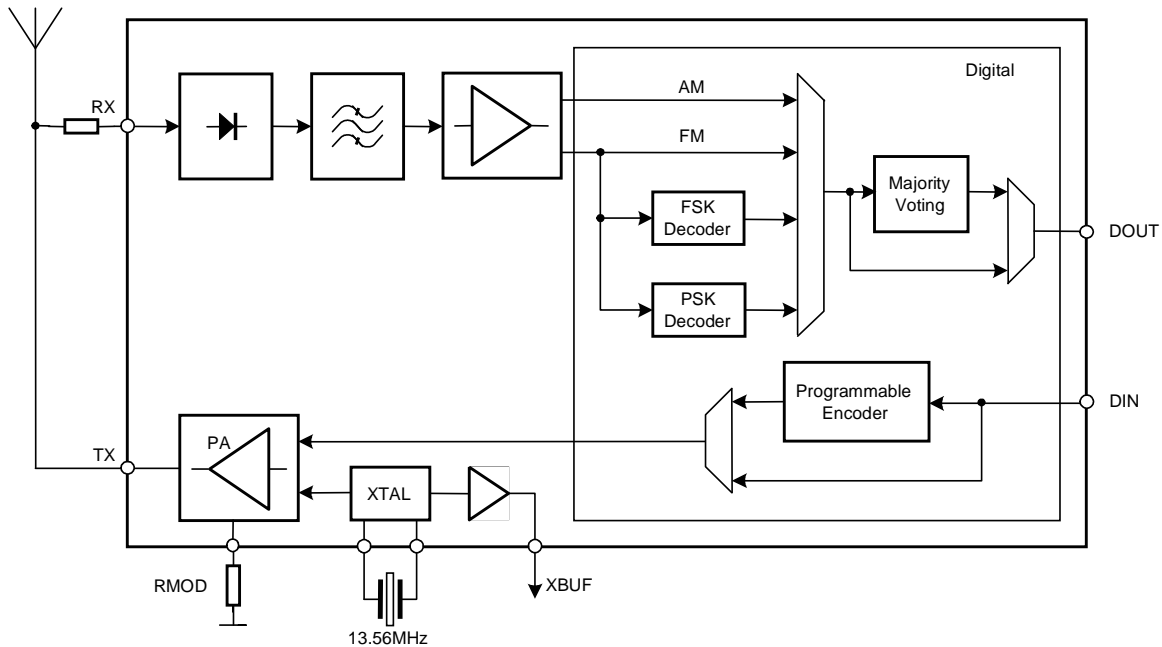 Digital
RX
AM
FM
FSK
Decoder
PSK
Decoder
Majority
Voting
DOUT
Programmable
Encoder
DIN
PA
TX
XTAL
RMOD
XBUF
13.56MHz